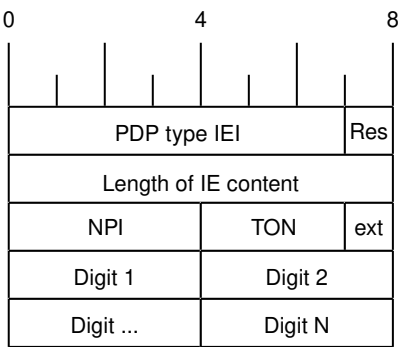 0 4 8
PDP type IEI Res
Length of IE content
NPI TON ext
Digit 1 Digit 2
Digit ... Digit N